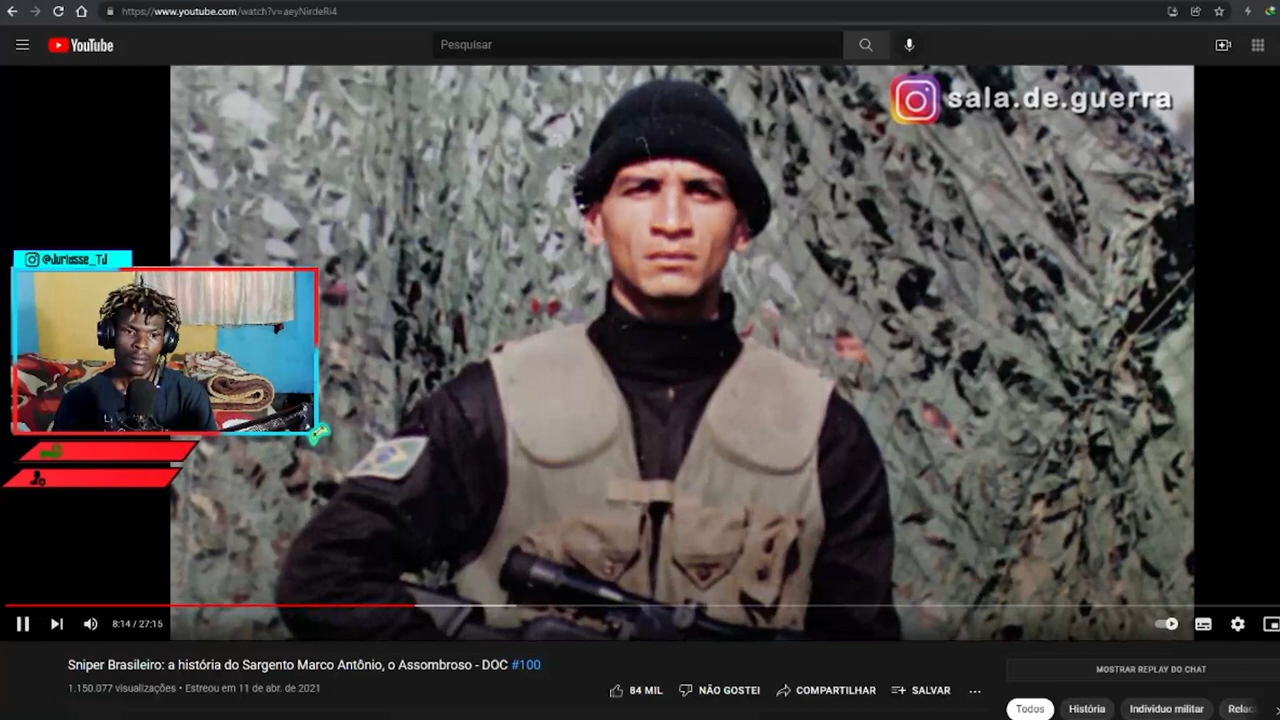 https://www.youtube.com/watch?v=aeyNirdeRi4
YouTube
Pesquisar
sala.de.guerra
@Juriosse_TJ
8:14 / 27:15
Sniper Brasileiro: a história do Sargento Marco Antônio, o Assombroso - DOC #100
1.150.077 visualizações • Estreou em 11 de abr. de 2021
84 MIL
NÃO GOSTEI
COMPARTILHAR
SALVAR
MOSTRAR REPLAY DO CHAT
Todos
História
Indivíduo militar